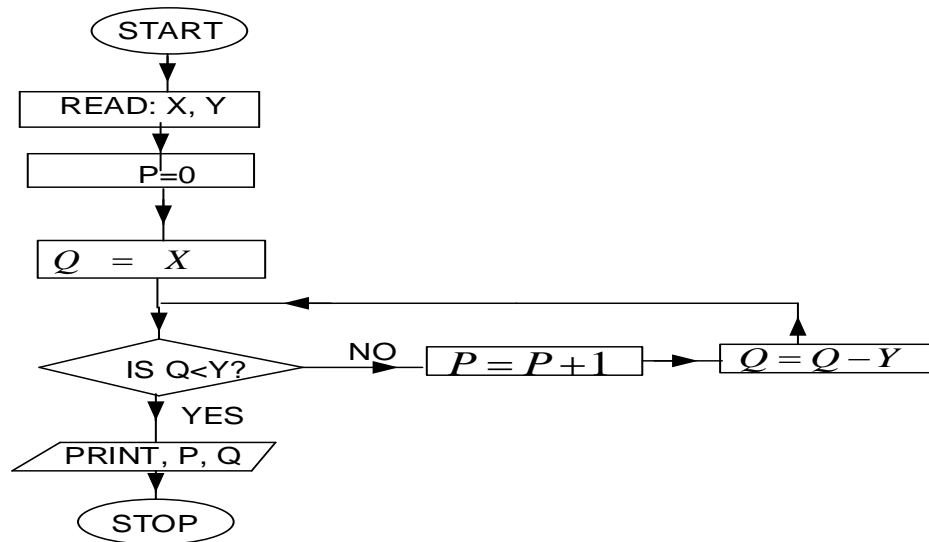 START
READ: X, Y
P=0
Q = X
IS Q<Y?
NO
P = P+1
Q = Q – Y
YES
PRINT, P, Q
STOP